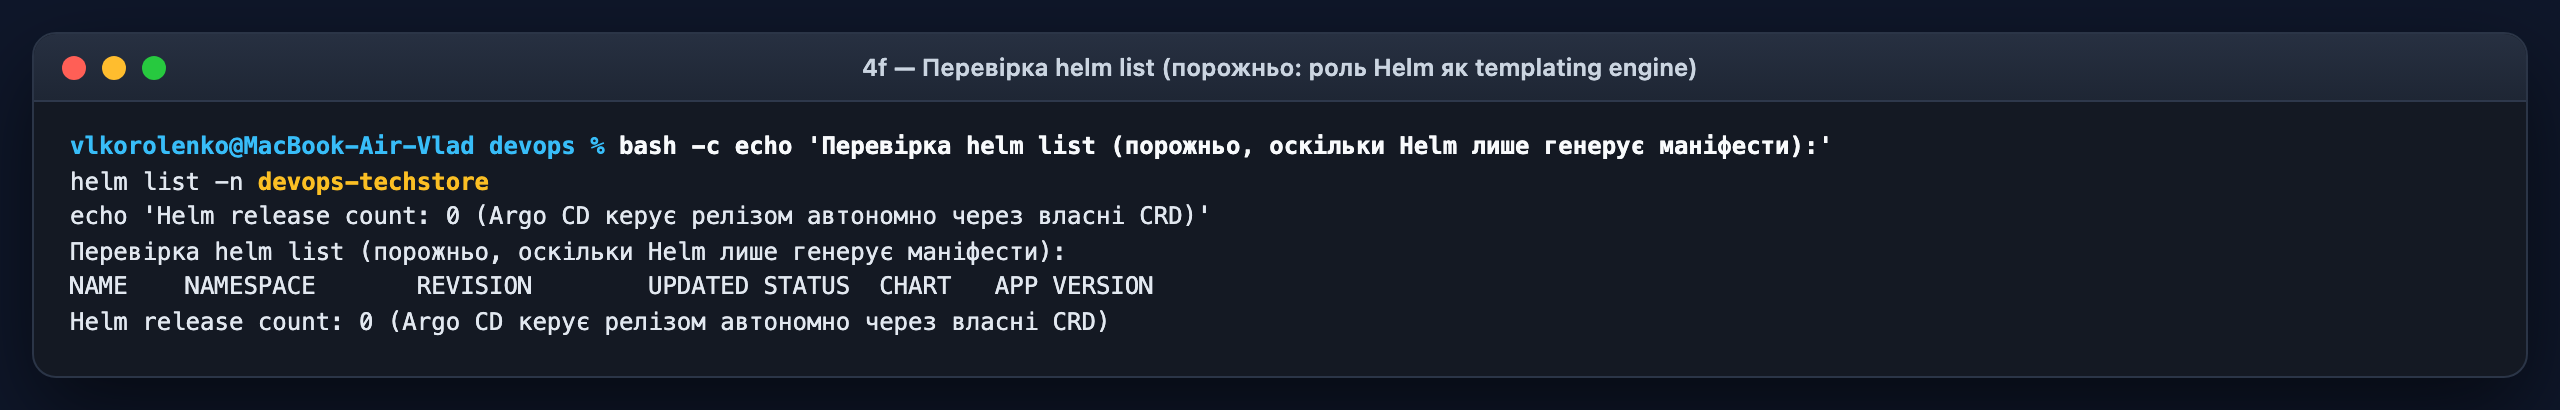 4f — Перевірка helm list (порожньо: роль Helm як templating engine)
vlkorolenko@MacBook-Air-Vlad devops % bash -c echo 'Перевірка helm list (порожньо, оскільки Helm лише генерує маніфести):'
helm list -n devops-techstore
echo 'Helm release count: 0 (Argo CD керує релізом автономно через власні CRD)'
Перевірка helm list (порожньо, оскільки Helm лише генерує маніфести):
NAME    NAMESPACE       REVISION        UPDATED STATUS  CHART   APP VERSION
Helm release count: 0 (Argo CD керує релізом автономно через власні CRD)